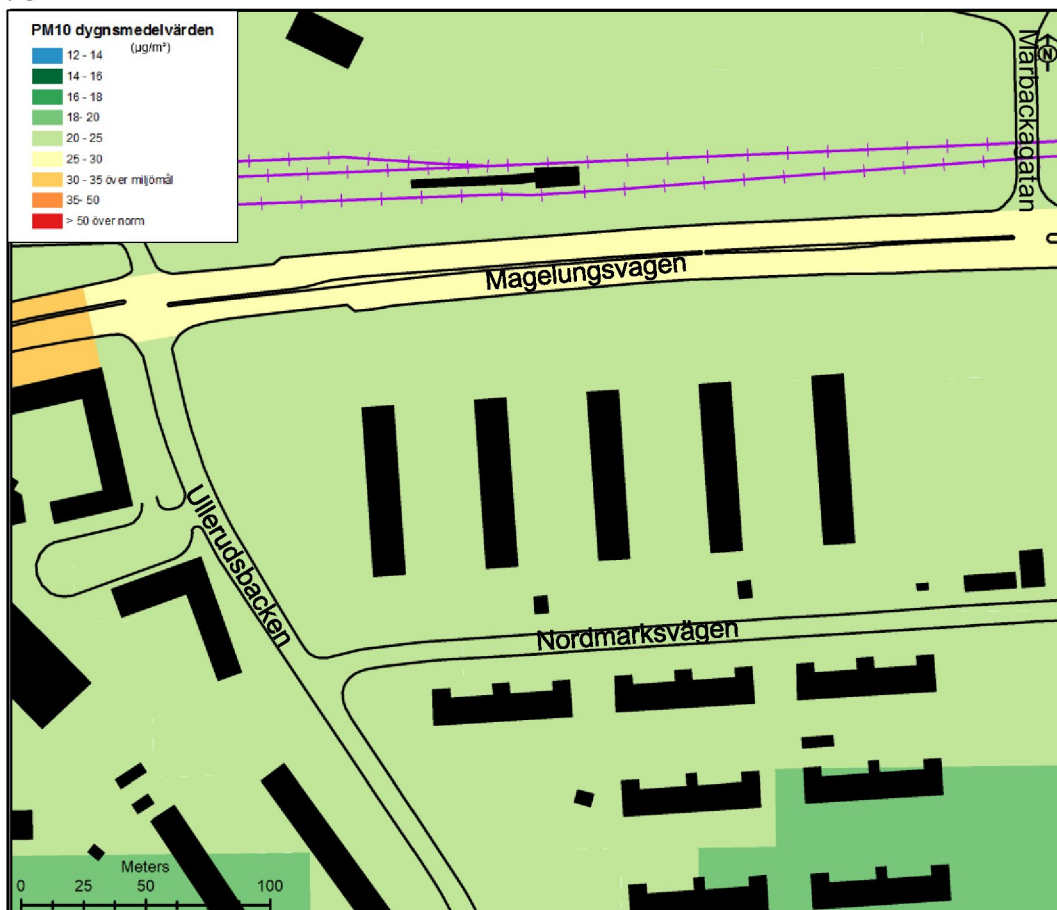 PM10 dygnsmedelvärden
(µg/m³)
12 - 14
14 - 16
16 - 18
18- 20
20 - 25
25 - 30
30 - 35 över miljömål
35- 50
> 50 över norm
Mårbackagatan
N
Magelungsvägen
Ullerudsbacken
Nordmarksvägen
Meters
0 25 50 100